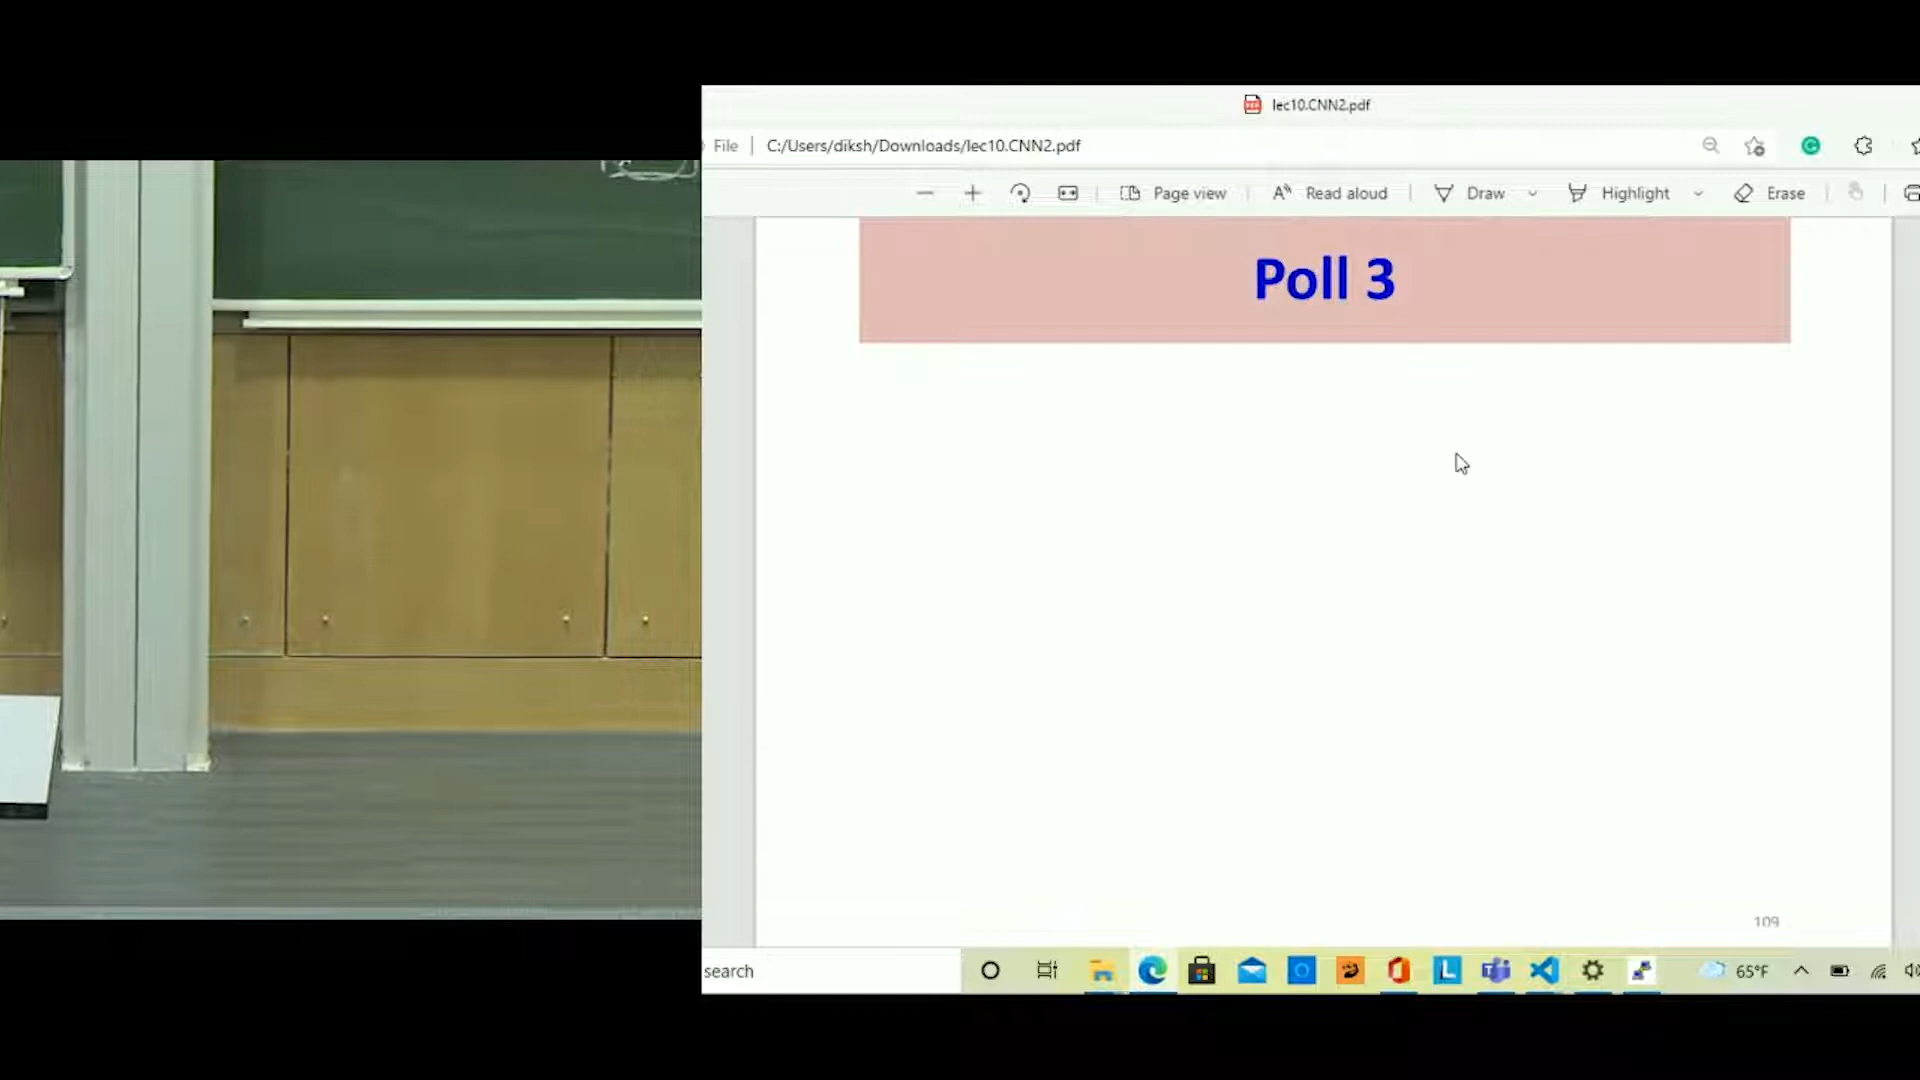 lec10.CNN2.pdf
File
C:/Users/diksh/Downloads/lec10.CNN2.pdf
Page view
Read aloud
Draw
Highlight
Erase
Poll 3
109
search
65°F